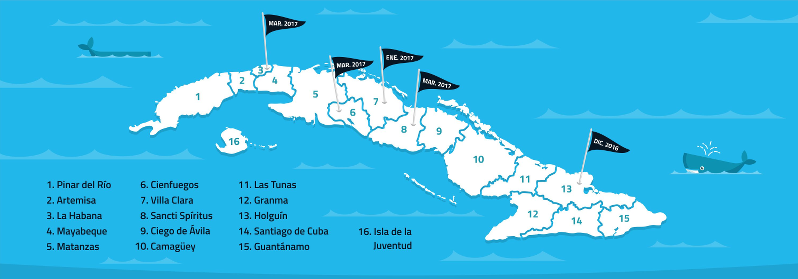 MAR. 2017
ENE. 2017
MAR. 2017
MAR. 2017
DIC. 2016
1
2
3
4
5
6
7
8
9
10
11
12
13
14
15
16
1. Pinar del Río
2. Artemisa
3. La Habana
4. Mayabeque
5. Matanzas
6. Cienfuegos
7. Villa Clara
8. Sancti Spíritus
9. Ciego de Ávila
10. Camagüey
11. Las Tunas
12. Granma
13. Holguín
14. Santiago de Cuba
15. Guantánamo
16. Isla de la
Juventud